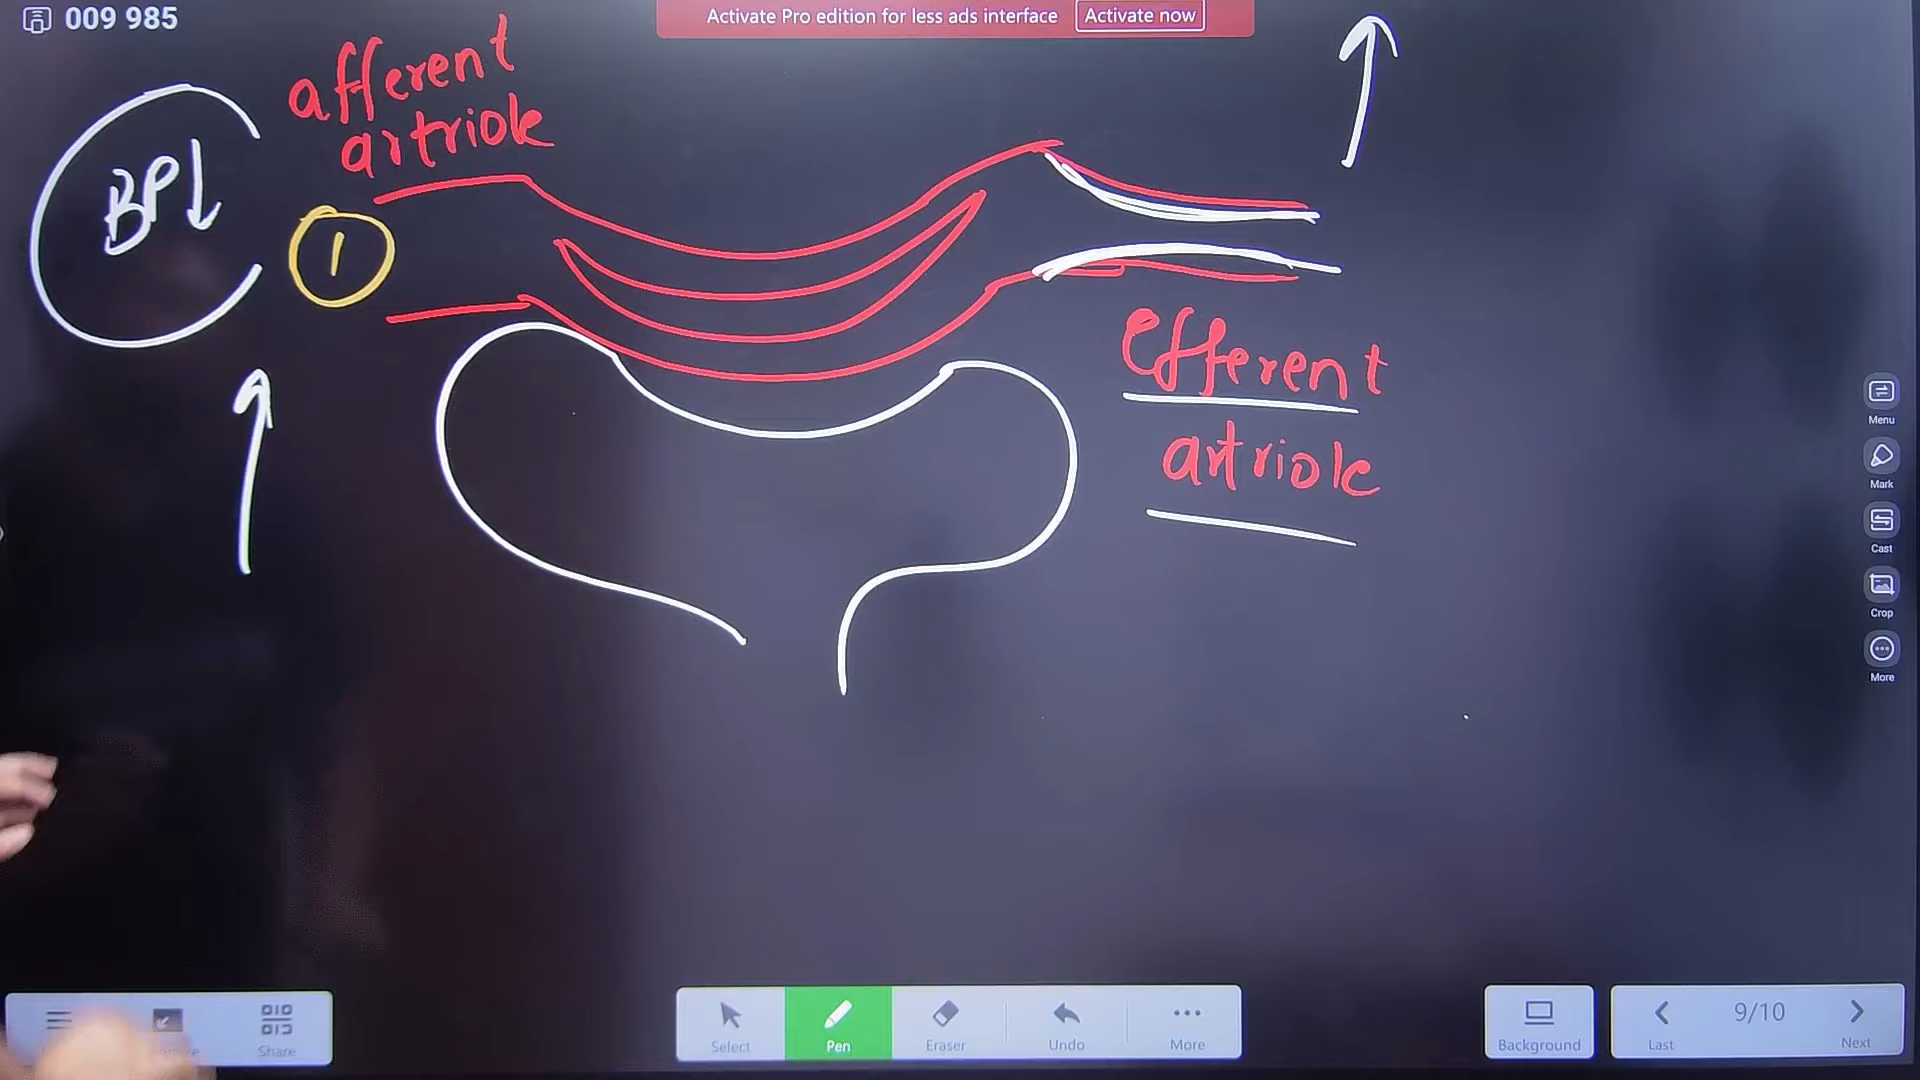 009 985
Activate Pro edition for less ads interface
Activate now
afferent
artriole
BP↓
1
Efferent
artriole
Menu
Mark
Cast
Crop
More
Share
Select
Pen
Eraser
Undo
More
Background
Last
9/10
Next